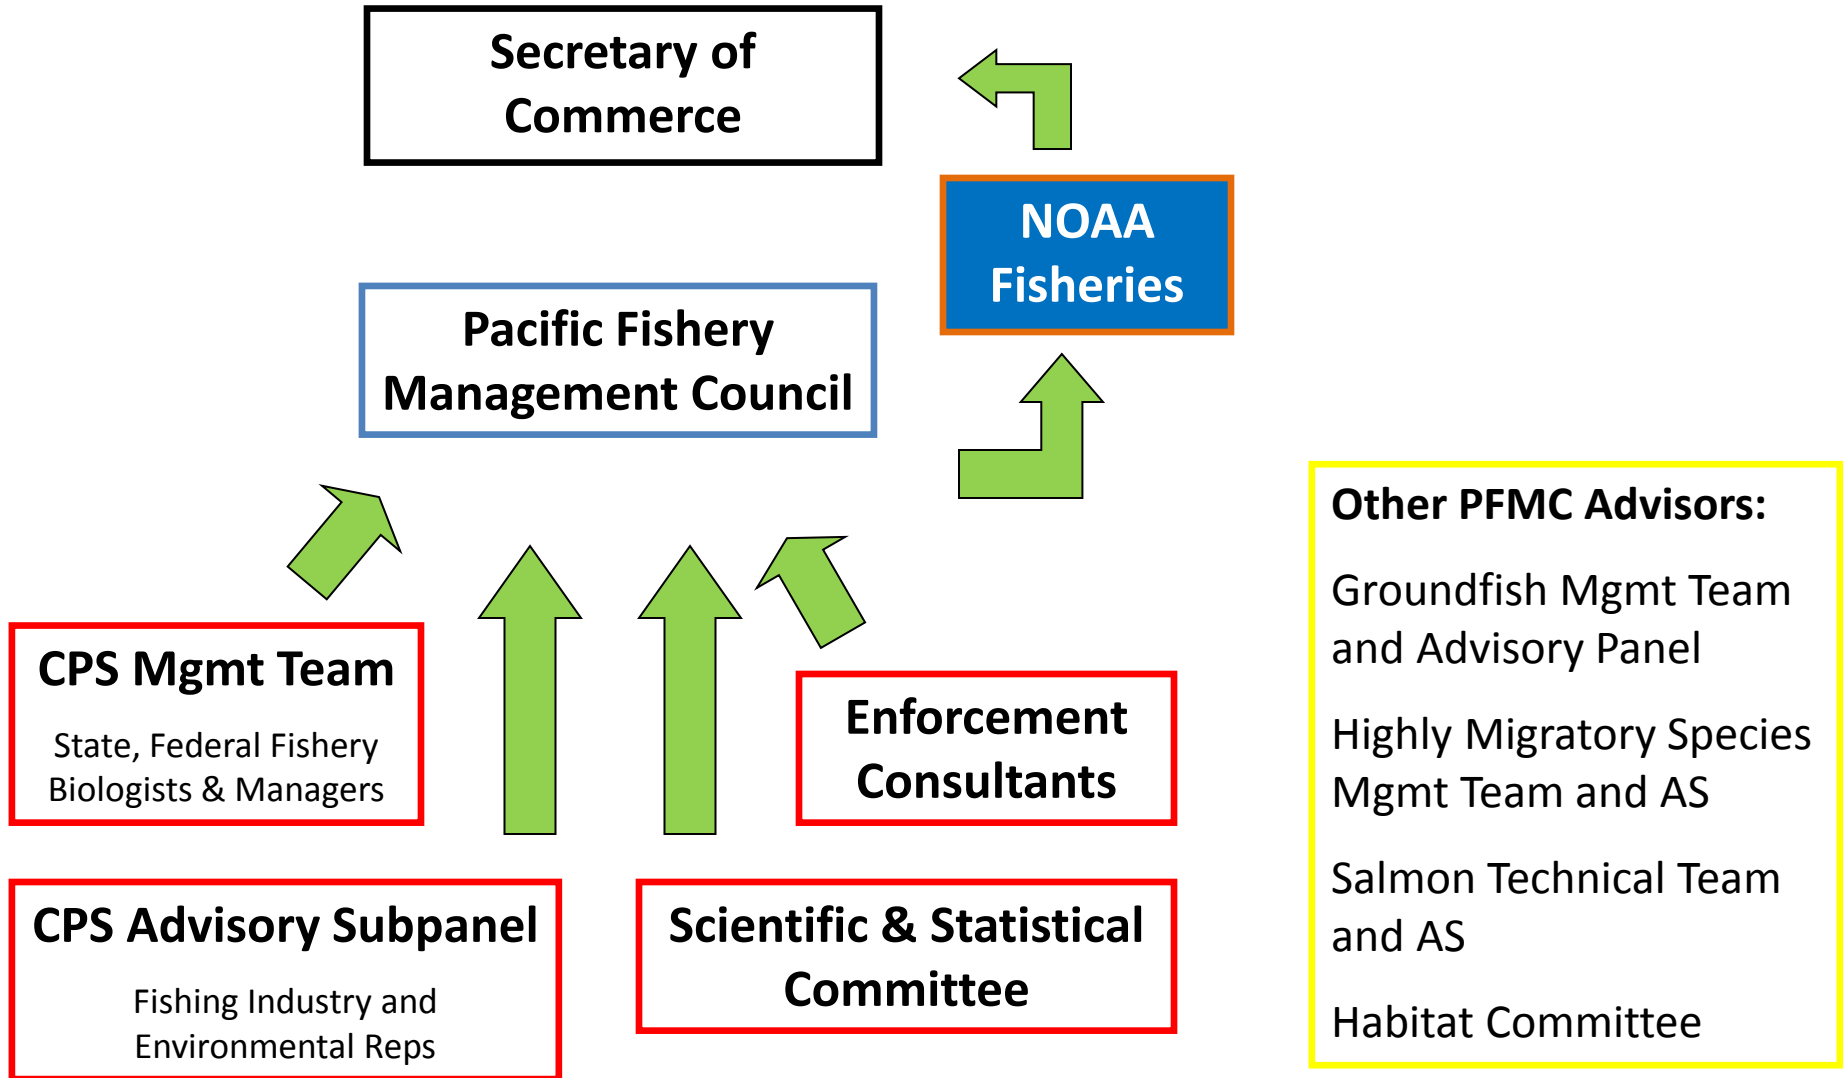 Secretary of
Commerce
NOAA
Fisheries
Pacific Fishery
Management Council
CPS Mgmt Team
State, Federal Fishery
Biologists & Managers
Enforcement
Consultants
CPS Advisory Subpanel
Fishing Industry and
Environmental Reps
Scientific & Statistical
Committee
Other PFMC Advisors:
Groundfish Mgmt Team
and Advisory Panel
Highly Migratory Species
Mgmt Team and AS
Salmon Technical Team
and AS
Habitat Committee